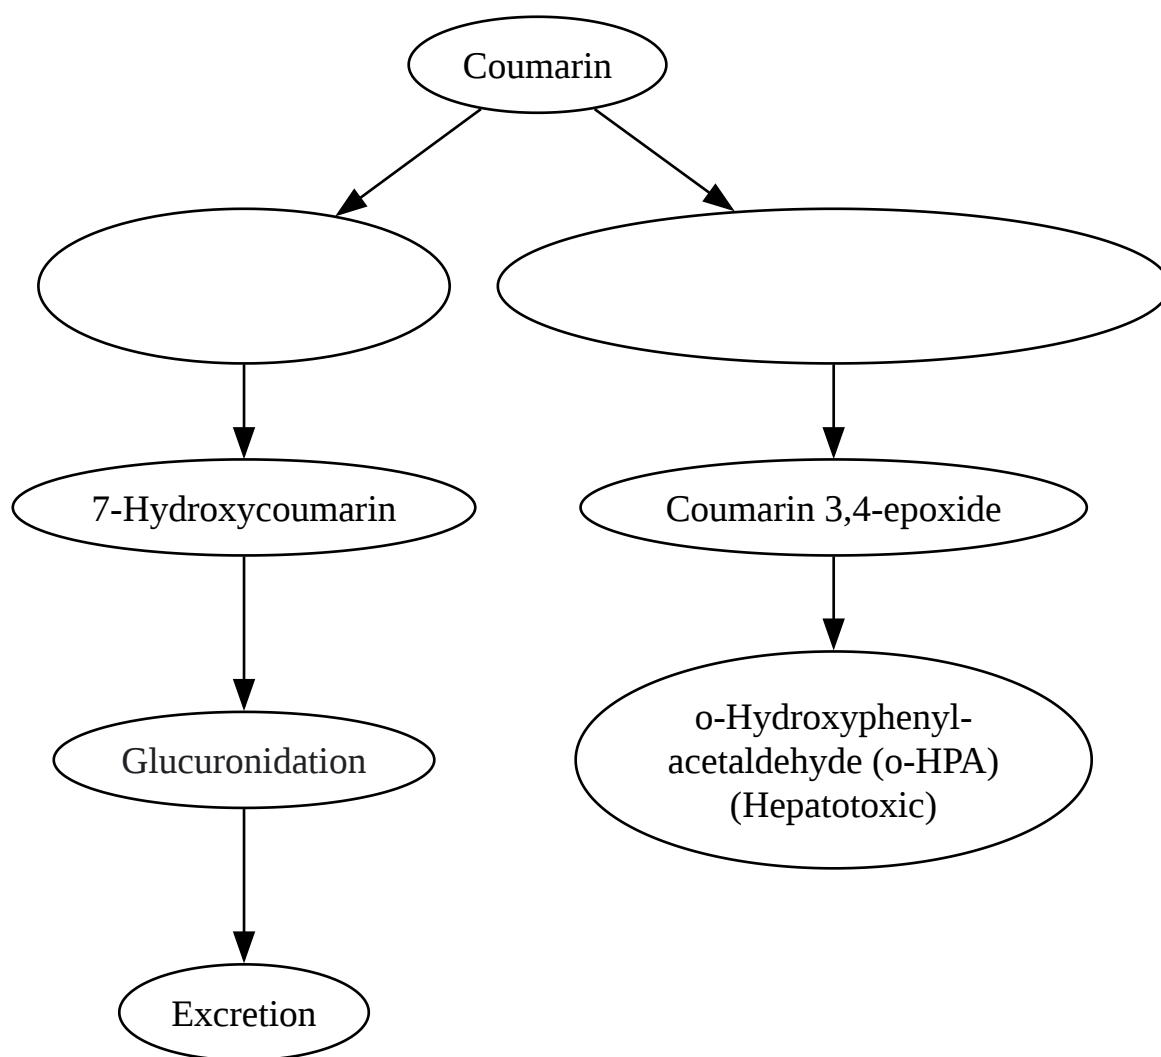 Coumarin
7-Hydroxycoumarin
Coumarin 3,4-epoxide
Glucuronidation
o-Hydroxyphenyl-
acetaldehyde (o-HPA)
(Hepatotoxic)
Excretion